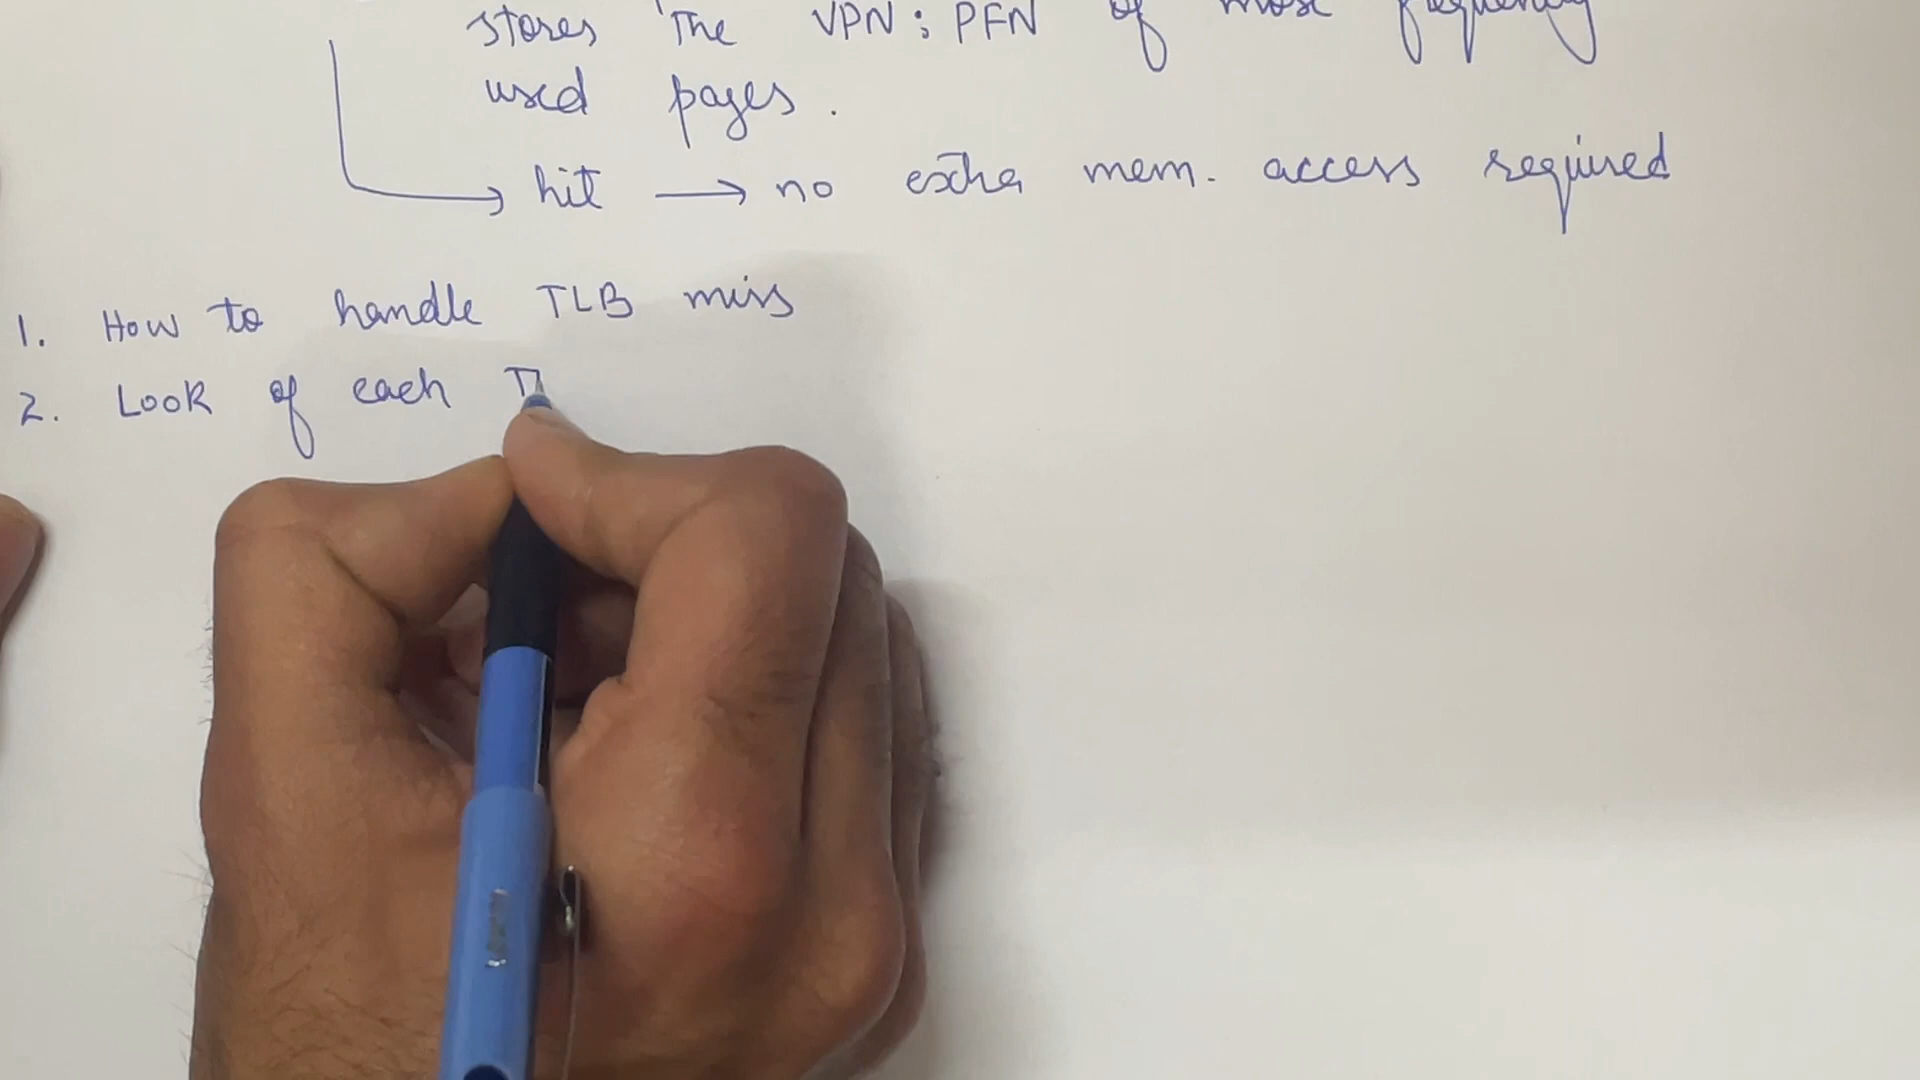 stores The VPN : PFN of most frequency
used pages .
hit → no extra mem. access required
1. How to handle TLB miss
2. Look of each T